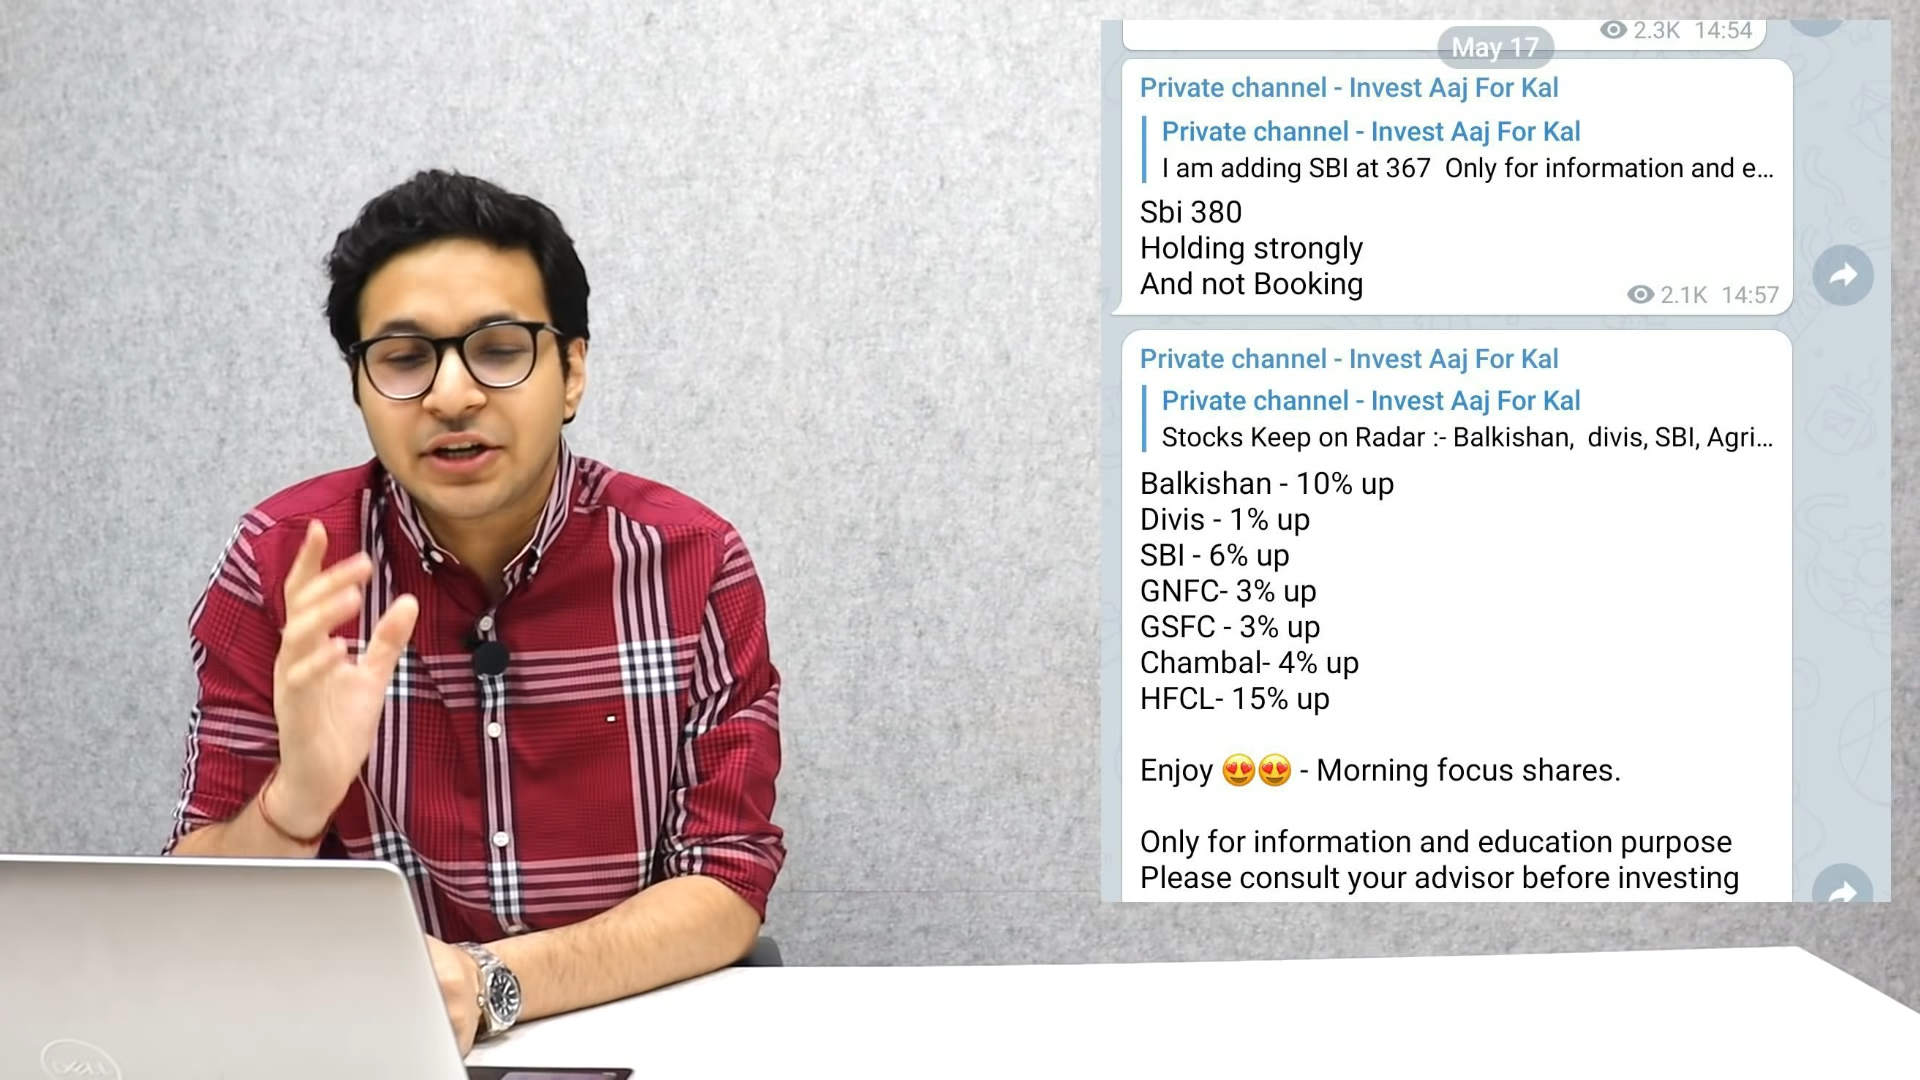 2.3K 14:54
May 17
Private channel - Invest Aaj For Kal
Private channel - Invest Aaj For Kal
I am adding SBI at 367 Only for information and e...
Sbi 380
Holding strongly
And not Booking
2.1K 14:57
Private channel - Invest Aaj For Kal
Private channel - Invest Aaj For Kal
Stocks Keep on Radar :- Balkishan, divis, SBI, Agri...
Balkishan - 10% up
Divis - 1% up
SBI - 6% up
GNFC- 3% up
GSFC - 3% up
Chambal- 4% up
HFCL- 15% up
Enjoy 😍😍 - Morning focus shares.
Only for information and education purpose
Please consult your advisor before investing
DELL